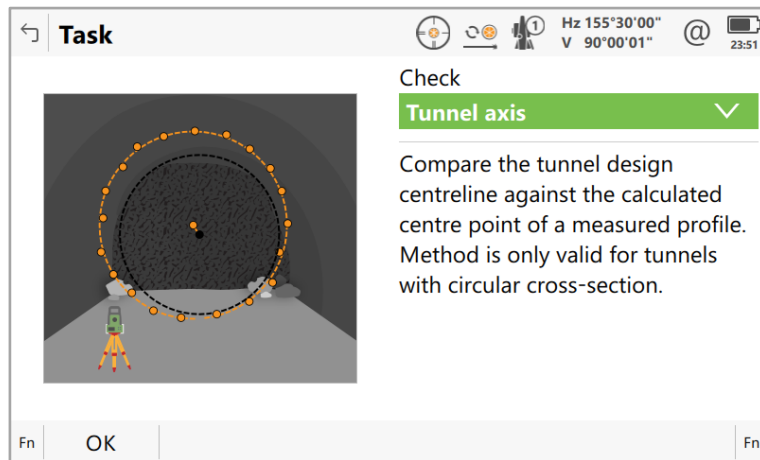 Task
1
Hz 155°30'00"
V 90°00'01"
@
23:51
Check
Tunnel axis
Compare the tunnel design
centreline against the calculated
centre point of a measured profile.
Method is only valid for tunnels
with circular cross-section.
Fn
OK
Fn